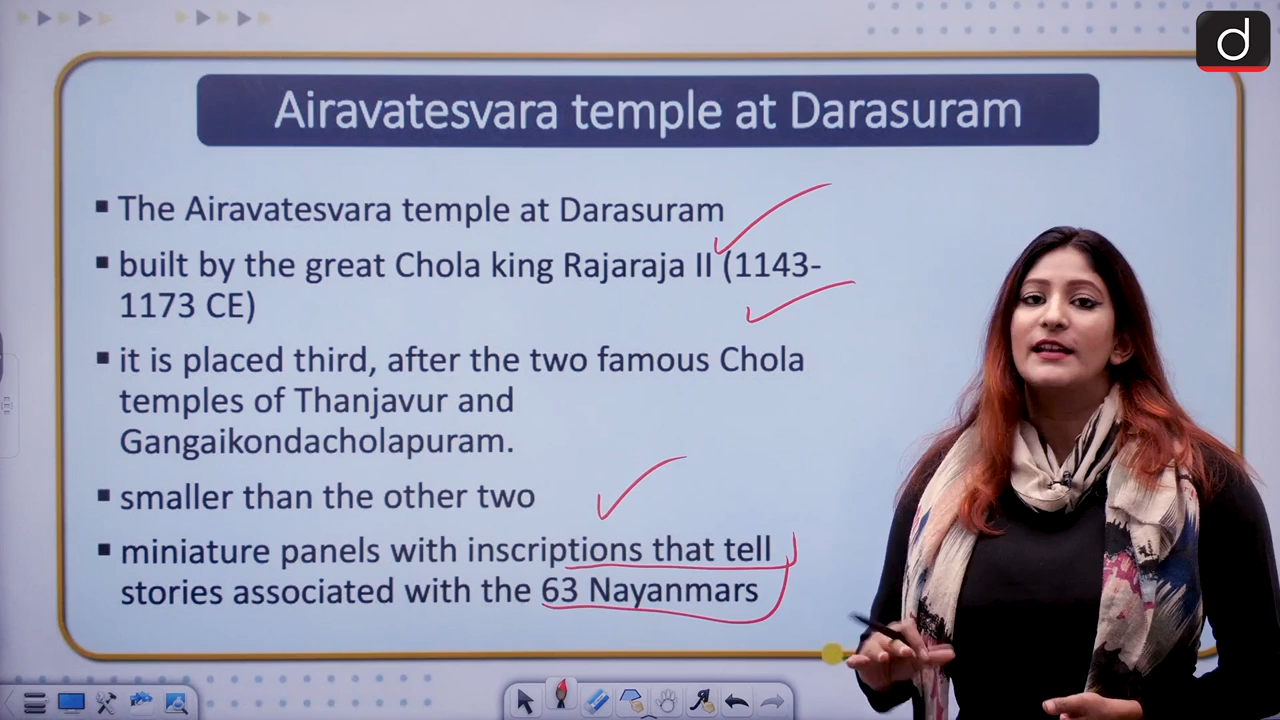 d
Airavatesvara temple at Darasuram
▪ The Airavatesvara temple at Darasuram
▪ built by the great Chola king Rajaraja II (1143-
1173 CE)
▪ it is placed third, after the two famous Chola
temples of Thanjavur and
Gangaikondacholapuram.
▪ smaller than the other two
▪ miniature panels with inscriptions that tell
stories associated with the 63 Nayanmars